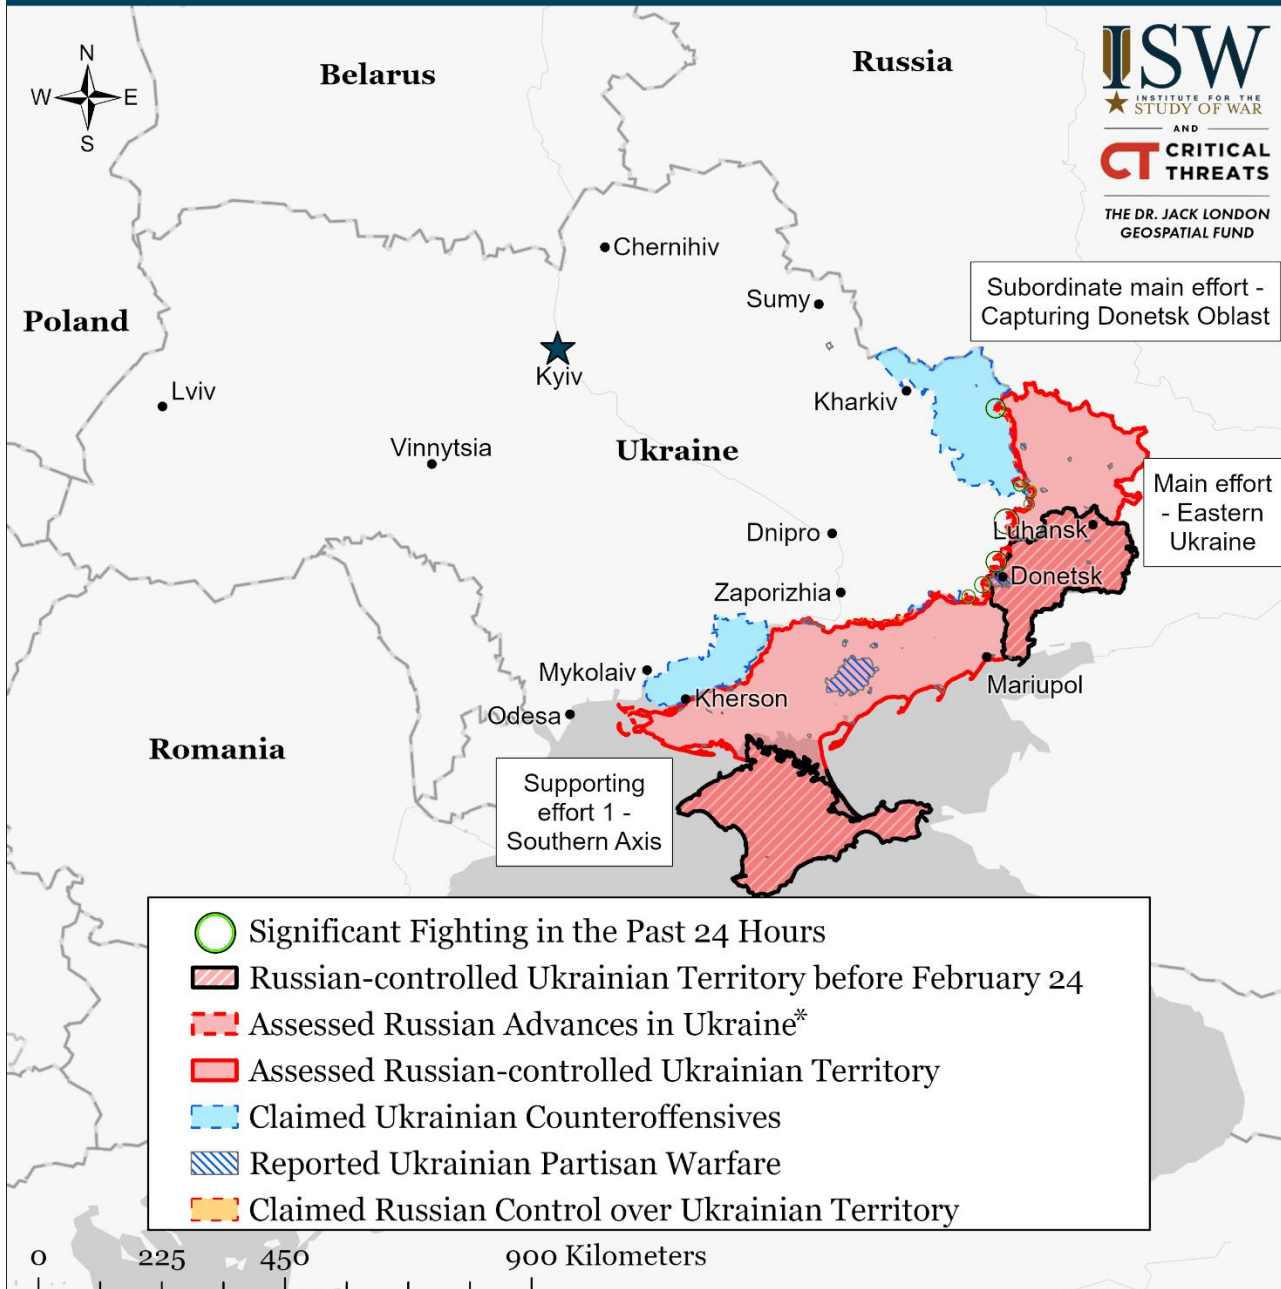 N
W
E
S
Belarus
Russia
ISW
INSTITUTE FOR THE
STUDY OF WAR
AND
CT CRITICAL
THREATS
THE DR. JACK LONDON
GEOSPATIAL FUND
Chernihiv
Sumy
Subordinate main effort -
Capturing Donetsk Oblast
Poland
Kyiv
Lviv
Kharkiv
Vinnytsia
Ukraine
Main effort
- Eastern
Ukraine
Dnipro
Luhansk
Donetsk
Zaporizhia
Mykolaiv
Mariupol
Kherson
Odesa
Romania
Supporting
effort 1 -
Southern Axis
Significant Fighting in the Past 24 Hours
Russian-controlled Ukrainian Territory before February 24
Assessed Russian Advances in Ukraine*
Assessed Russian-controlled Ukrainian Territory
Claimed Ukrainian Counteroffensives
Reported Ukrainian Partisan Warfare
Claimed Russian Control over Ukrainian Territory
0 225 450 900 Kilometers